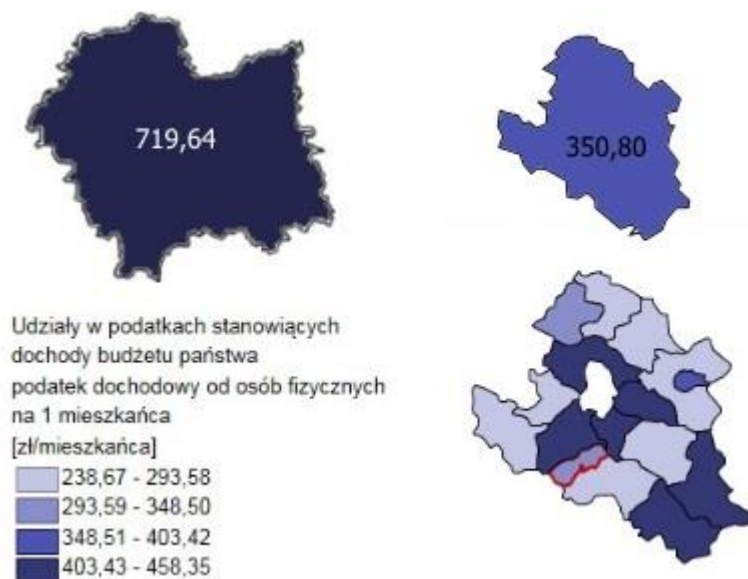 719,64
350,80
Udziały w podatkach stanowiących
dochody budżetu państwa
podatek dochodowy od osób fizycznych
na 1 mieszkańca
[zł/mieszkańca]
238,67 - 293,58
293,59 - 348,50
348,51 - 403,42
403,43 - 458,35